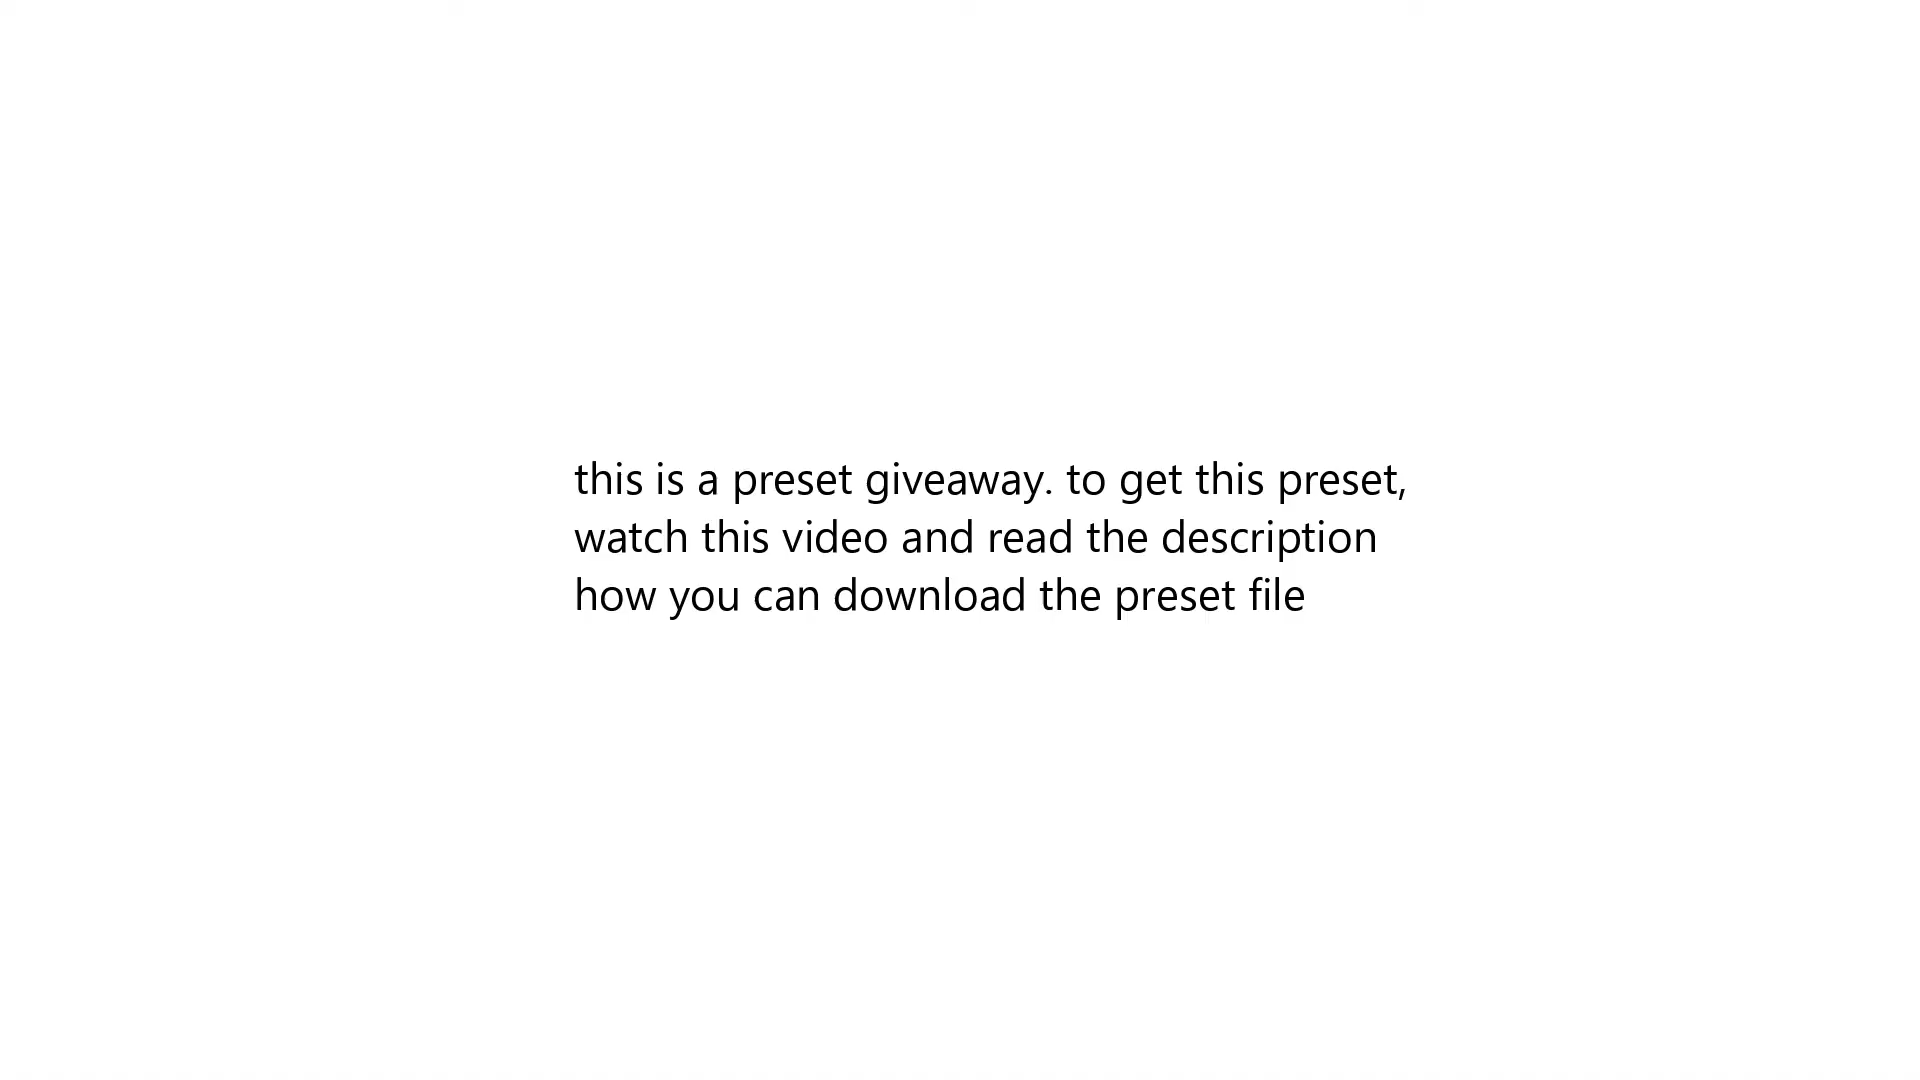 this is a preset giveaway. to get this preset,
watch this video and read the description
how you can download the preset file